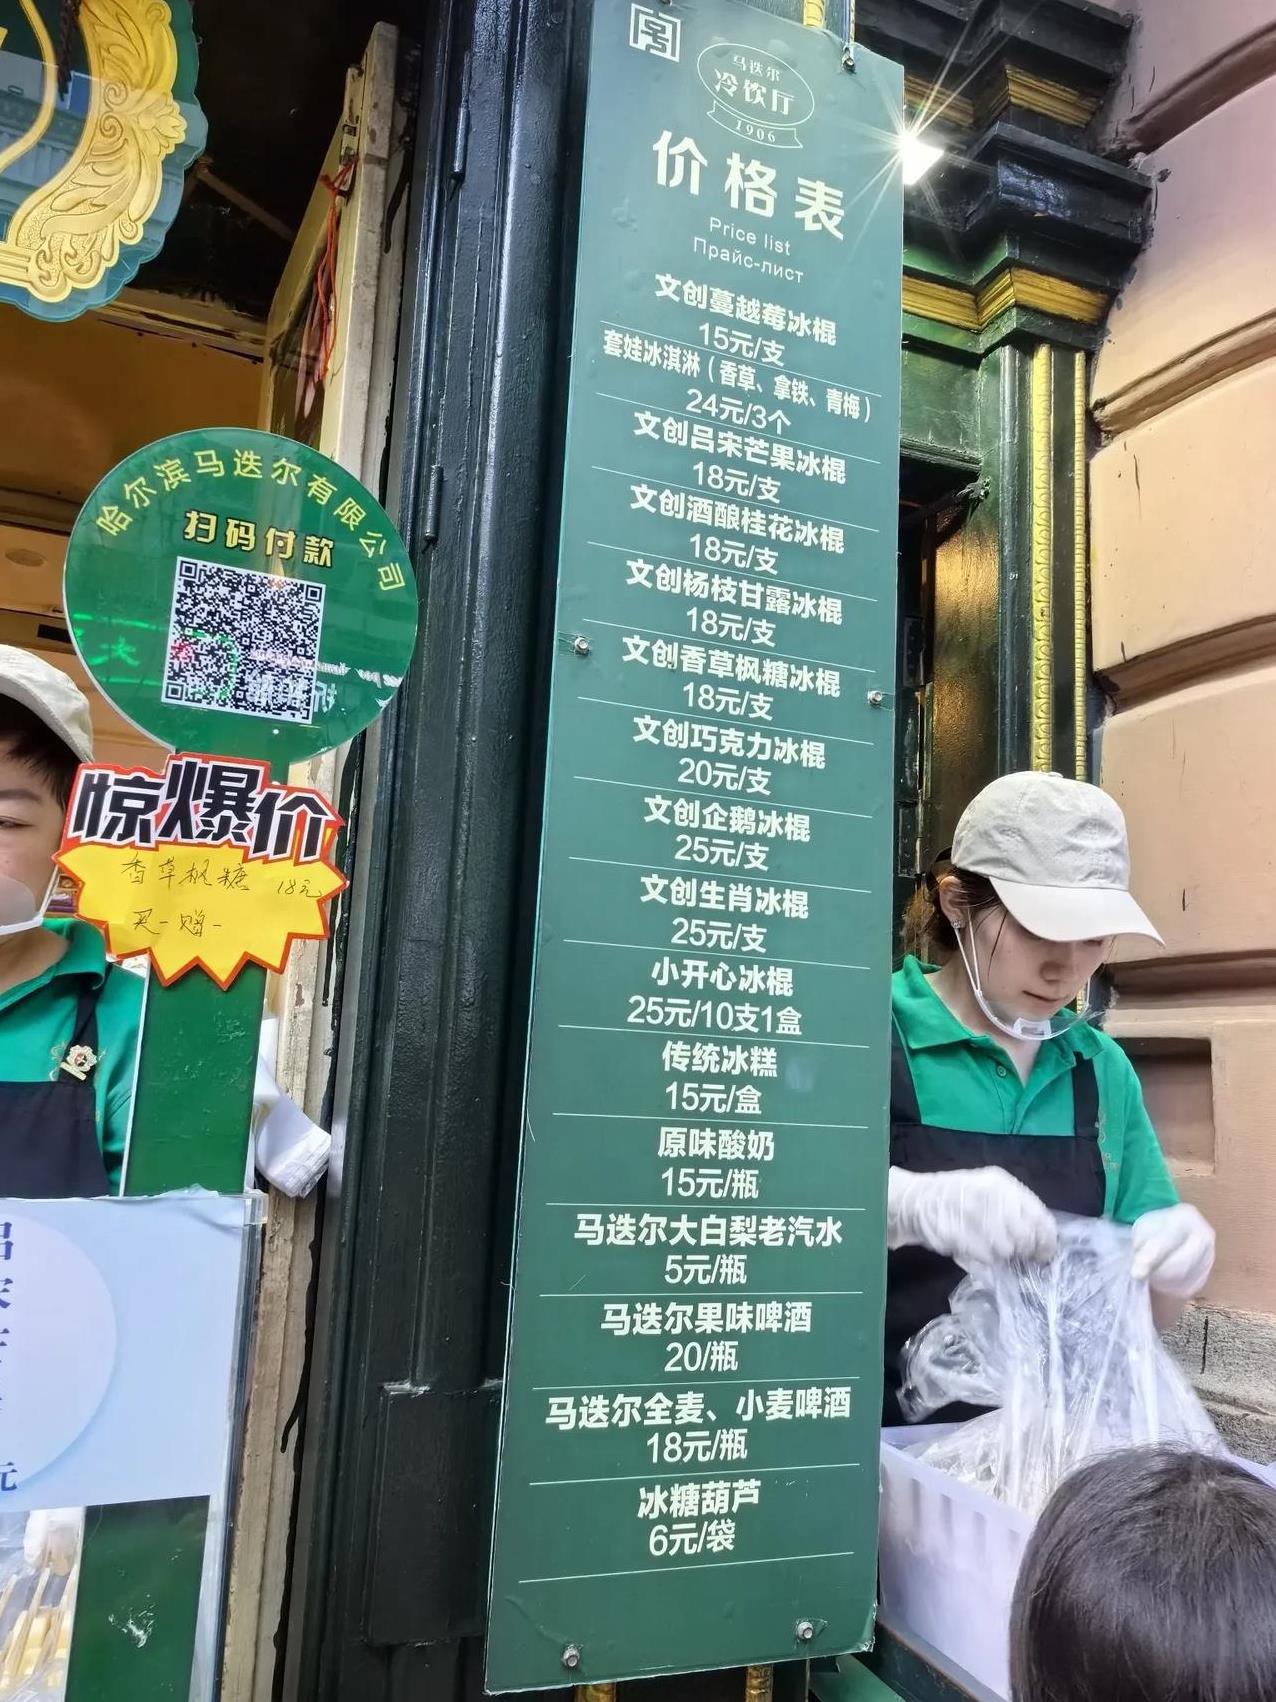 马迭尔
冷饮厅
1906
价格表
Price list
Прайс-лист
文创蔓越莓冰棍
15元/支
套娃冰淇淋（香草、拿铁、青梅）
24元/3个
文创吕宋芒果冰棍
18元/支
文创酒酿桂花冰棍
18元/支
文创杨枝甘露冰棍
18元/支
文创香草枫糖冰棍
18元/支
文创巧克力冰棍
20元/支
文创企鹅冰棍
25元/支
文创生肖冰棍
25元/支
小开心冰棍
25元/10支1盒
传统冰糕
15元/盒
原味酸奶
15元/瓶
马迭尔大白梨老汽水
5元/瓶
马迭尔果味啤酒
20/瓶
马迭尔全麦、小麦啤酒
18元/瓶
冰糖葫芦
6元/袋
哈尔滨马迭尔有限公司
扫码付款
惊爆价
香草枫糖 18元
买一赠一
元